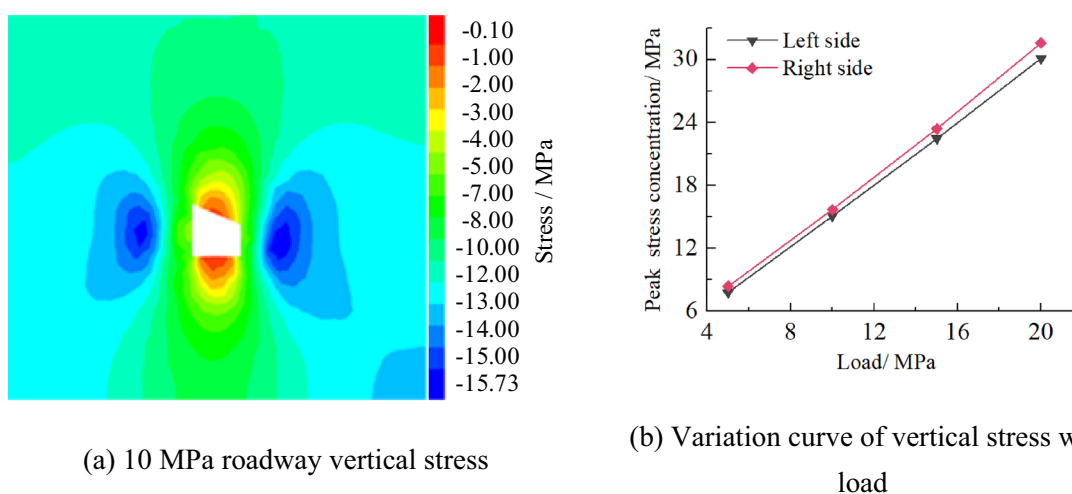 -0.10
-1.00
-2.00
-3.00
-4.00
-5.00
-7.00
-8.00
-10.00
-12.00
-13.00
-14.00
-15.00
-15.73
Stress / MPa
(a) 10 MPa roadway vertical stress
Left side
Right side
30
24
18
12
6
Peak stress concentration/ MPa
4 8 12 16 20
Load/ MPa
(b) Variation curve of vertical stress w
load